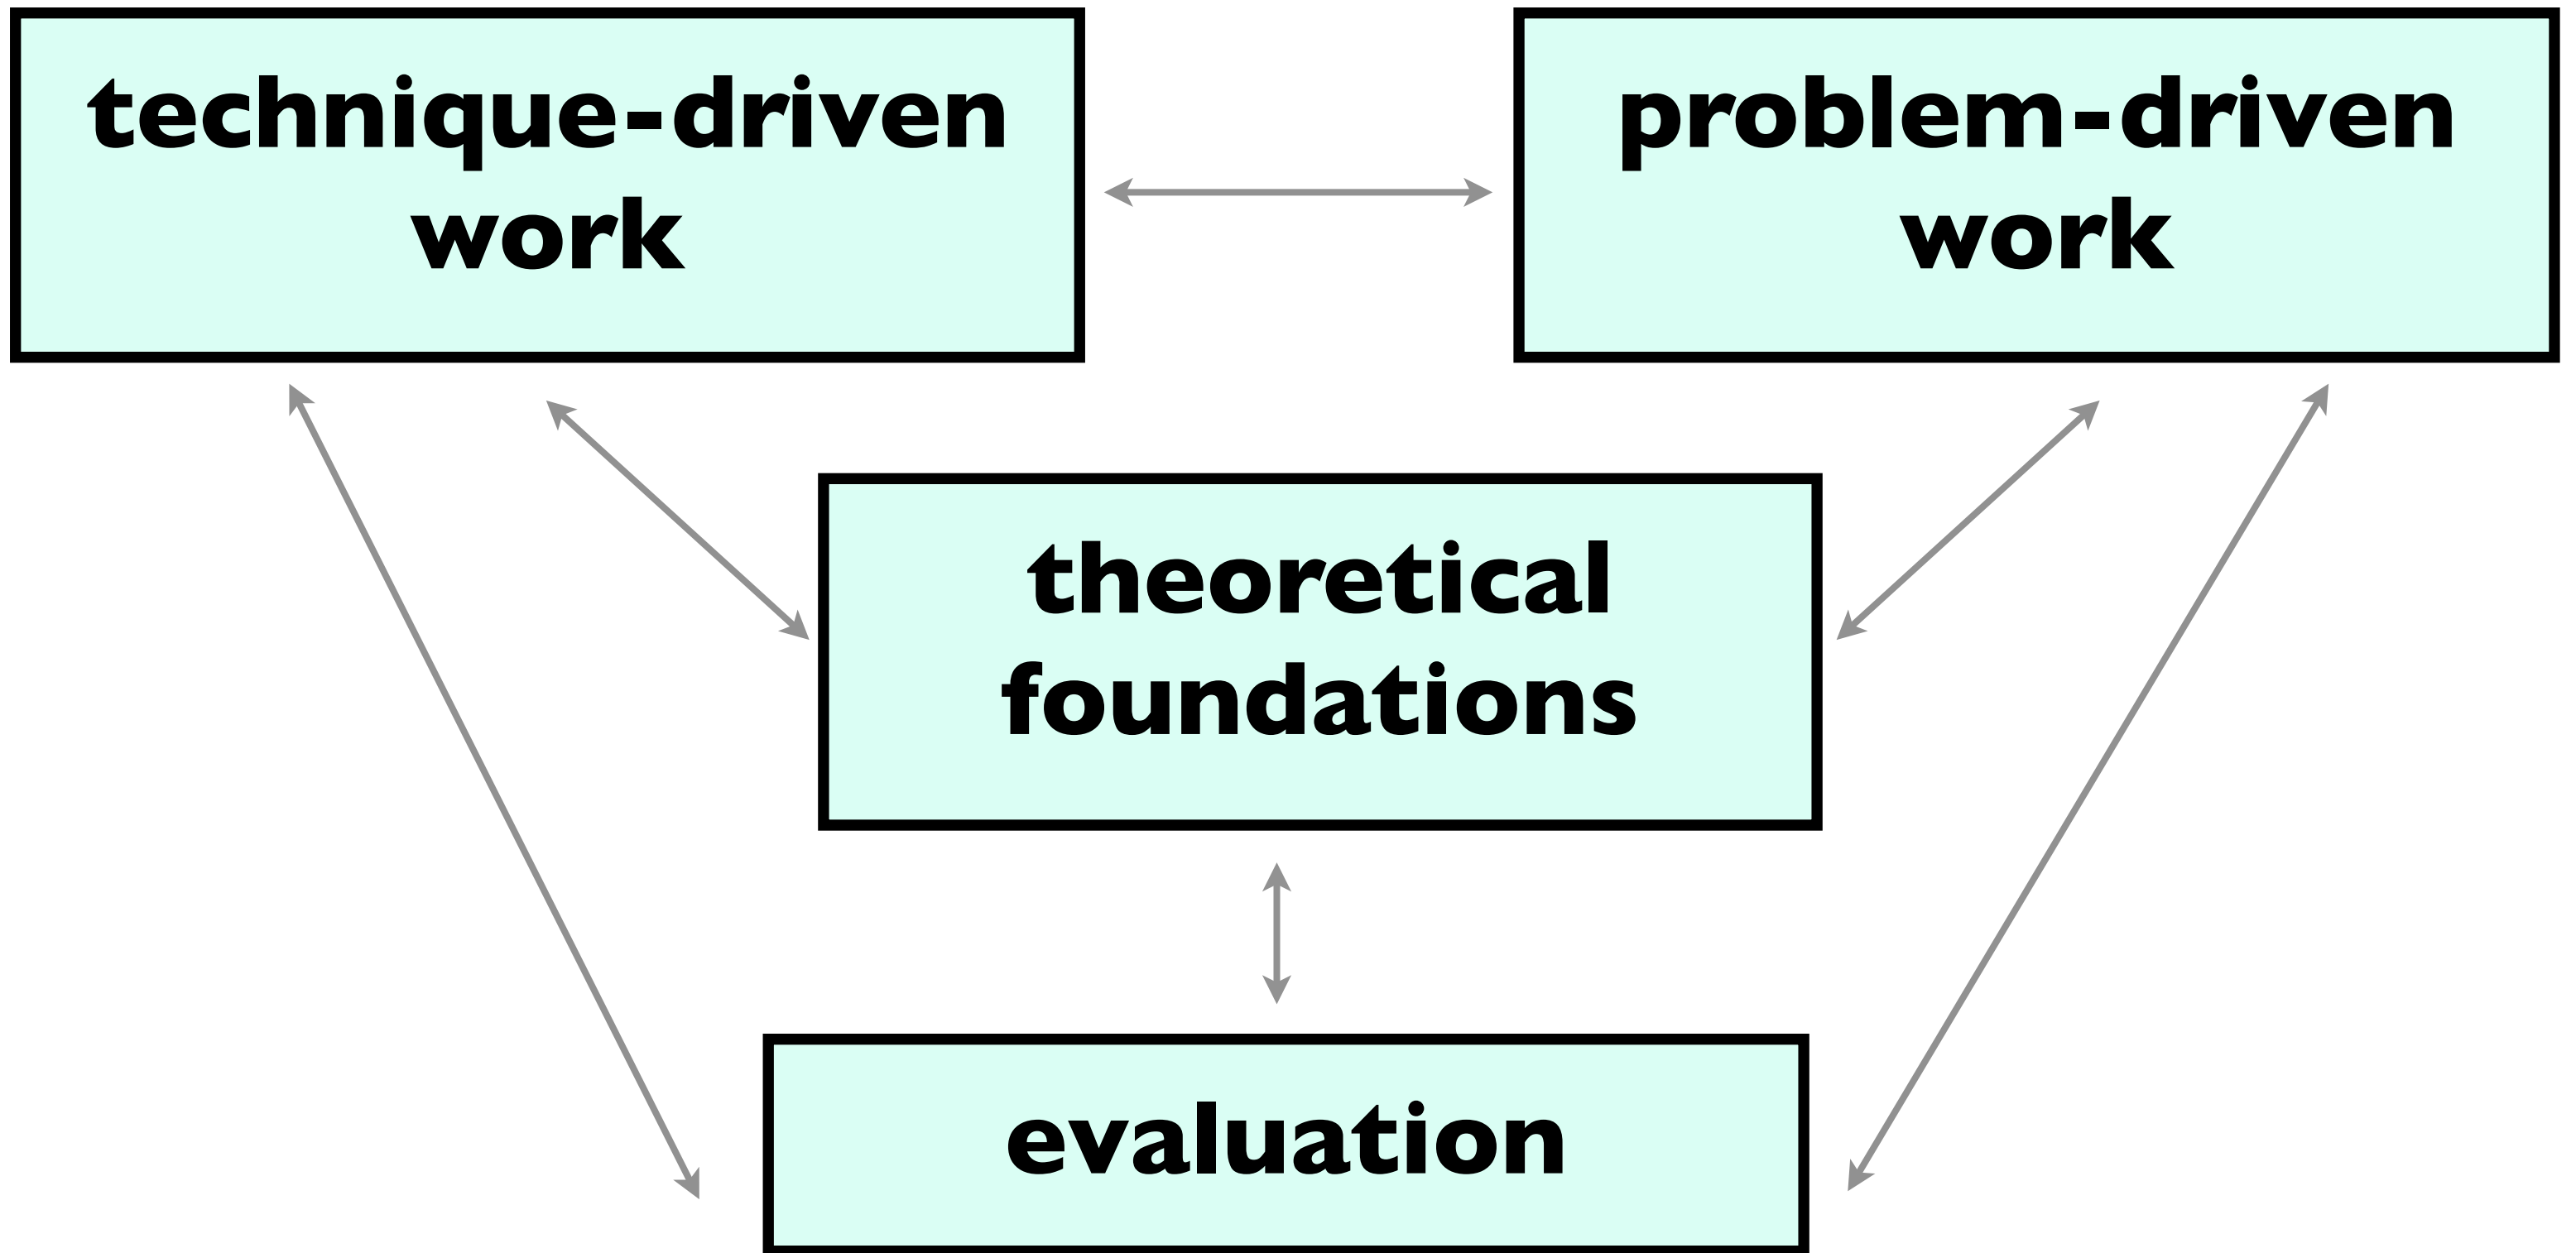 technique-driven
work
problem-driven
work
theoretical
foundations
evaluation